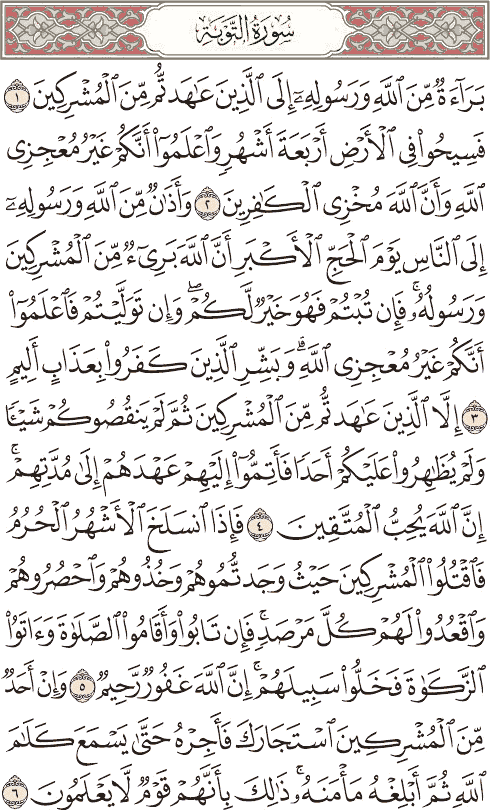 سُورَةُ التَّوۡبَةِ
بَرَآءَةٞ مِّنَ ٱللَّهِ وَرَسُولِهِۦٓ إِلَى ٱلَّذِينَ عَٰهَدتُّم مِّنَ ٱلۡمُشۡرِكِينَ ١
فَسِيحُواْ فِي ٱلۡأَرۡضِ أَرۡبَعَةَ أَشۡهُرٖ وَٱعۡلَمُوٓاْ أَنَّكُمۡ غَيۡرُ مُعۡجِزِي
ٱللَّهِ وَأَنَّ ٱللَّهَ مُخۡزِي ٱلۡكَٰفِرِينَ ٢ وَأَذَٰنٞ مِّنَ ٱللَّهِ وَرَسُولِهِۦٓ
إِلَى ٱلنَّاسِ يَوۡمَ ٱلۡحَجِّ ٱلۡأَكۡبَرِ أَنَّ ٱللَّهَ بَرِيٓءٞ مِّنَ ٱلۡمُشۡرِكِينَ
وَرَسُولُهُۥۚ فَإِن تُبۡتُمۡ فَهُوَ خَيۡرٞ لَّكُمۡۖ وَإِن تَوَلَّيۡتُمۡ فَٱعۡلَمُوٓاْ
أَنَّكُمۡ غَيۡرُ مُعۡجِزِي ٱللَّهِۗ وَبَشِّرِ ٱلَّذِينَ كَفَرُواْ بِعَذَابٍ أَلِيمٍ
٣ إِلَّا ٱلَّذِينَ عَٰهَدتُّم مِّنَ ٱلۡمُشۡرِكِينَ ثُمَّ لَمۡ يَنقُصُوكُمۡ شَيۡـٔٗا
وَلَمۡ يُظَٰهِرُواْ عَلَيۡكُمۡ أَحَدٗا فَأَتِمُّوٓاْ إِلَيۡهِمۡ عَهۡدَهُمۡ إِلَىٰ مُدَّتِهِمۡۚ
إِنَّ ٱللَّهَ يُحِبُّ ٱلۡمُتَّقِينَ ٤ فَإِذَا ٱنسَلَخَ ٱلۡأَشۡهُرُ ٱلۡحُرُمُ
فَٱقۡتُلُواْ ٱلۡمُشۡرِكِينَ حَيۡثُ وَجَدتُّمُوهُمۡ وَخُذُوهُمۡ وَٱحۡصُرُوهُمۡ
وَٱقۡعُدُواْ لَهُمۡ كُلَّ مَرۡصَدٖۚ فَإِن تَابُواْ وَأَقَامُواْ ٱلصَّلَوٰةَ وَءَاتَوُاْ
ٱلزَّكَوٰةَ فَخَلُّواْ سَبِيلَهُمۡۚ إِنَّ ٱللَّهَ غَفُورٞ رَّحِيمٞ ٥ وَإِنۡ أَحَدٞ
مِّنَ ٱلۡمُشۡرِكِينَ ٱسۡتَجَارَكَ فَأَجِرۡهُ حَتَّىٰ يَسۡمَعَ كَلَٰمَ
ٱللَّهِ ثُمَّ أَبۡلِغۡهُ مَأۡمَنَهُۥۚ ذَٰلِكَ بِأَنَّهُمۡ قَوۡمٞ لَّا يَعۡلَمُونَ ٦